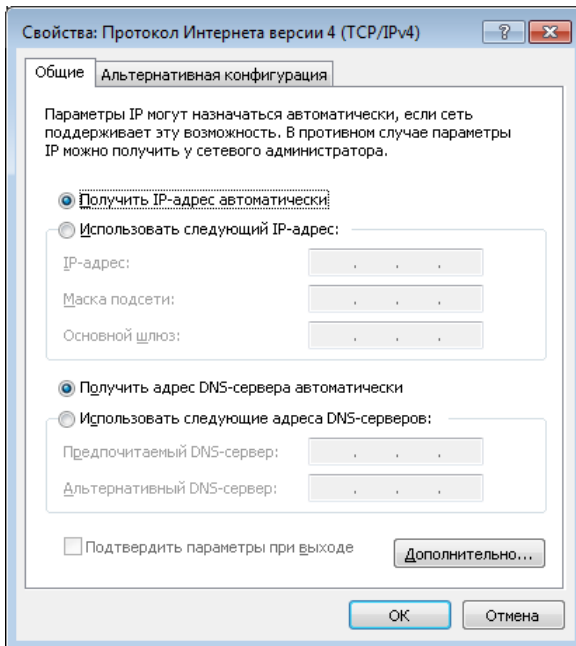 Свойства: Протокол Интернета версии 4 (TCP/IPv4)
Общие
Альтернативная конфигурация
Параметры IP могут назначаться автоматически, если сеть
поддерживает эту возможность. В противном случае параметры
IP можно получить у сетевого администратора.
Получить IP-адрес автоматически
Использовать следующий IP-адрес:
IP-адрес:
Маска подсети:
Основной шлюз:
Получить адрес DNS-сервера автоматически
Использовать следующие адреса DNS-серверов:
Предпочитаемый DNS-сервер:
Альтернативный DNS-сервер:
Подтвердить параметры при выходе
Дополнительно...
ОК
Отмена